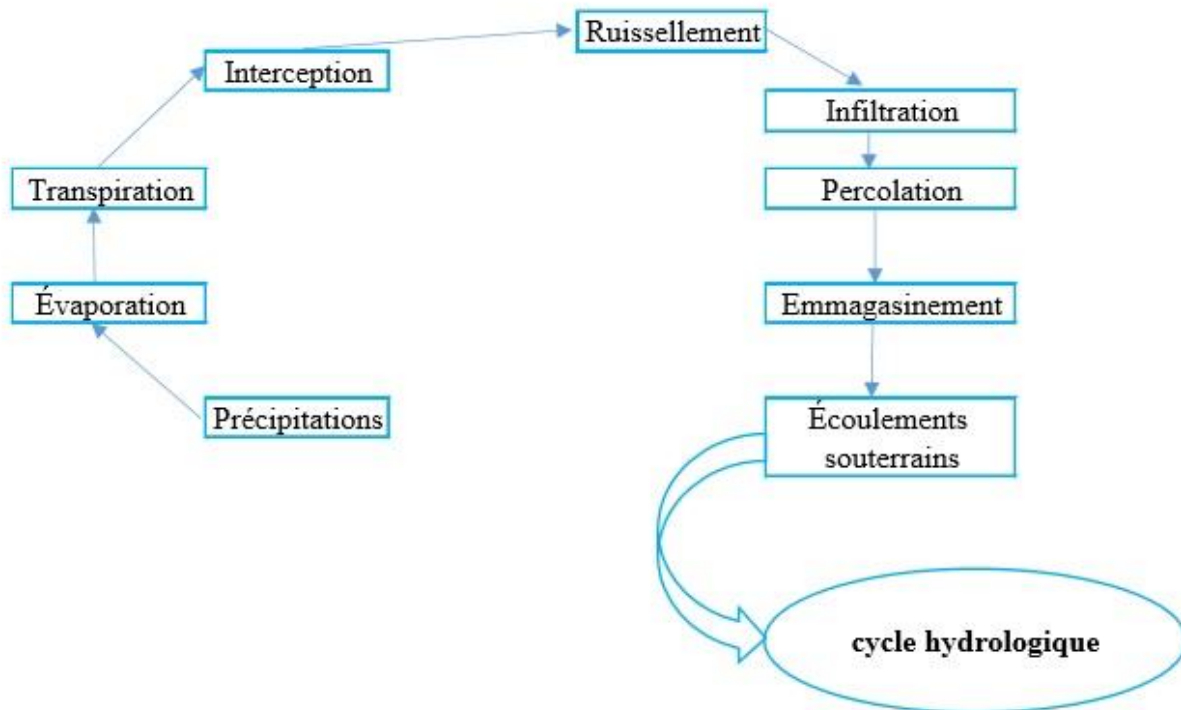 Ruissellement
Interception
Infiltration
Transpiration
Percolation
Évaporation
Emmagasinement
Précipitations
Écoulements
souterrains
cycle hydrologique